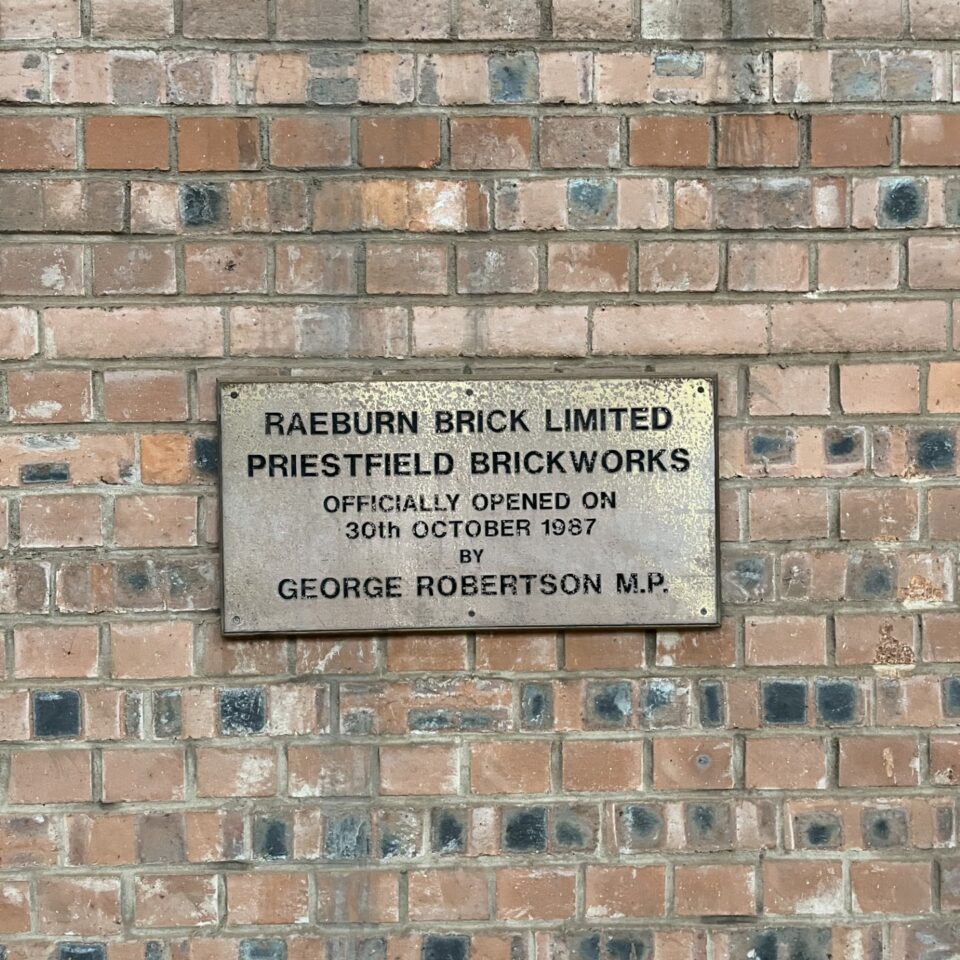 RAEBURN BRICK LIMITED
PRIESTFIELD BRICKWORKS
OFFICIALLY OPENED ON
30th OCTOBER 1987
BY
GEORGE ROBERTSON M.P.